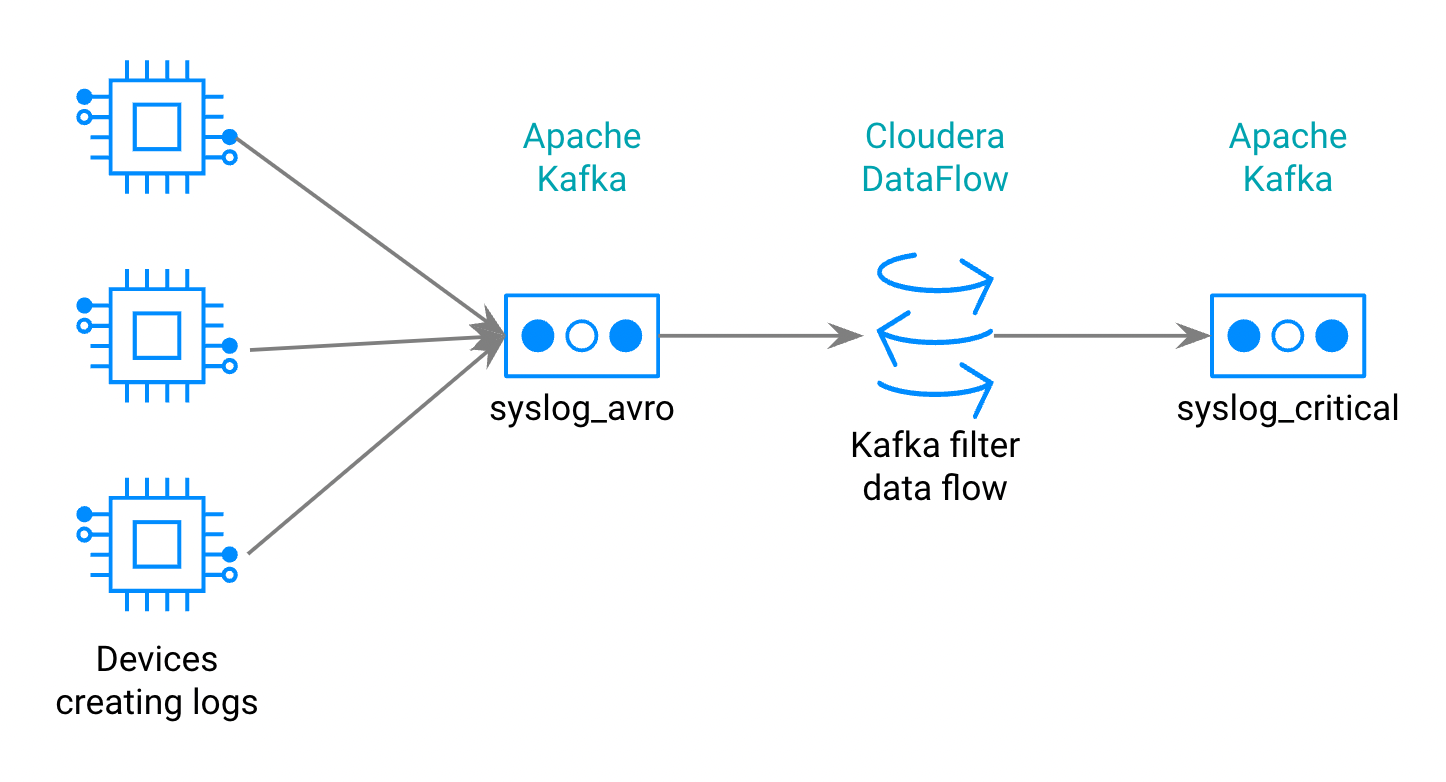 Apache
Kafka
Cloudera
DataFlow
Apache
Kafka
syslog_avro
Kafka filter
data flow
syslog_critical
Devices
creating logs